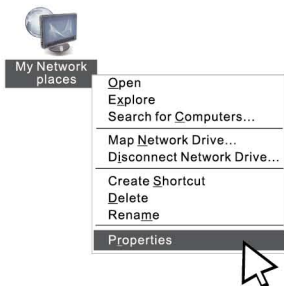 My Network
places
Open
Explore
Search for Computers...
Map Network Drive...
Disconnect Network Drive...
Create Shortcut
Delete
Rename
Properties